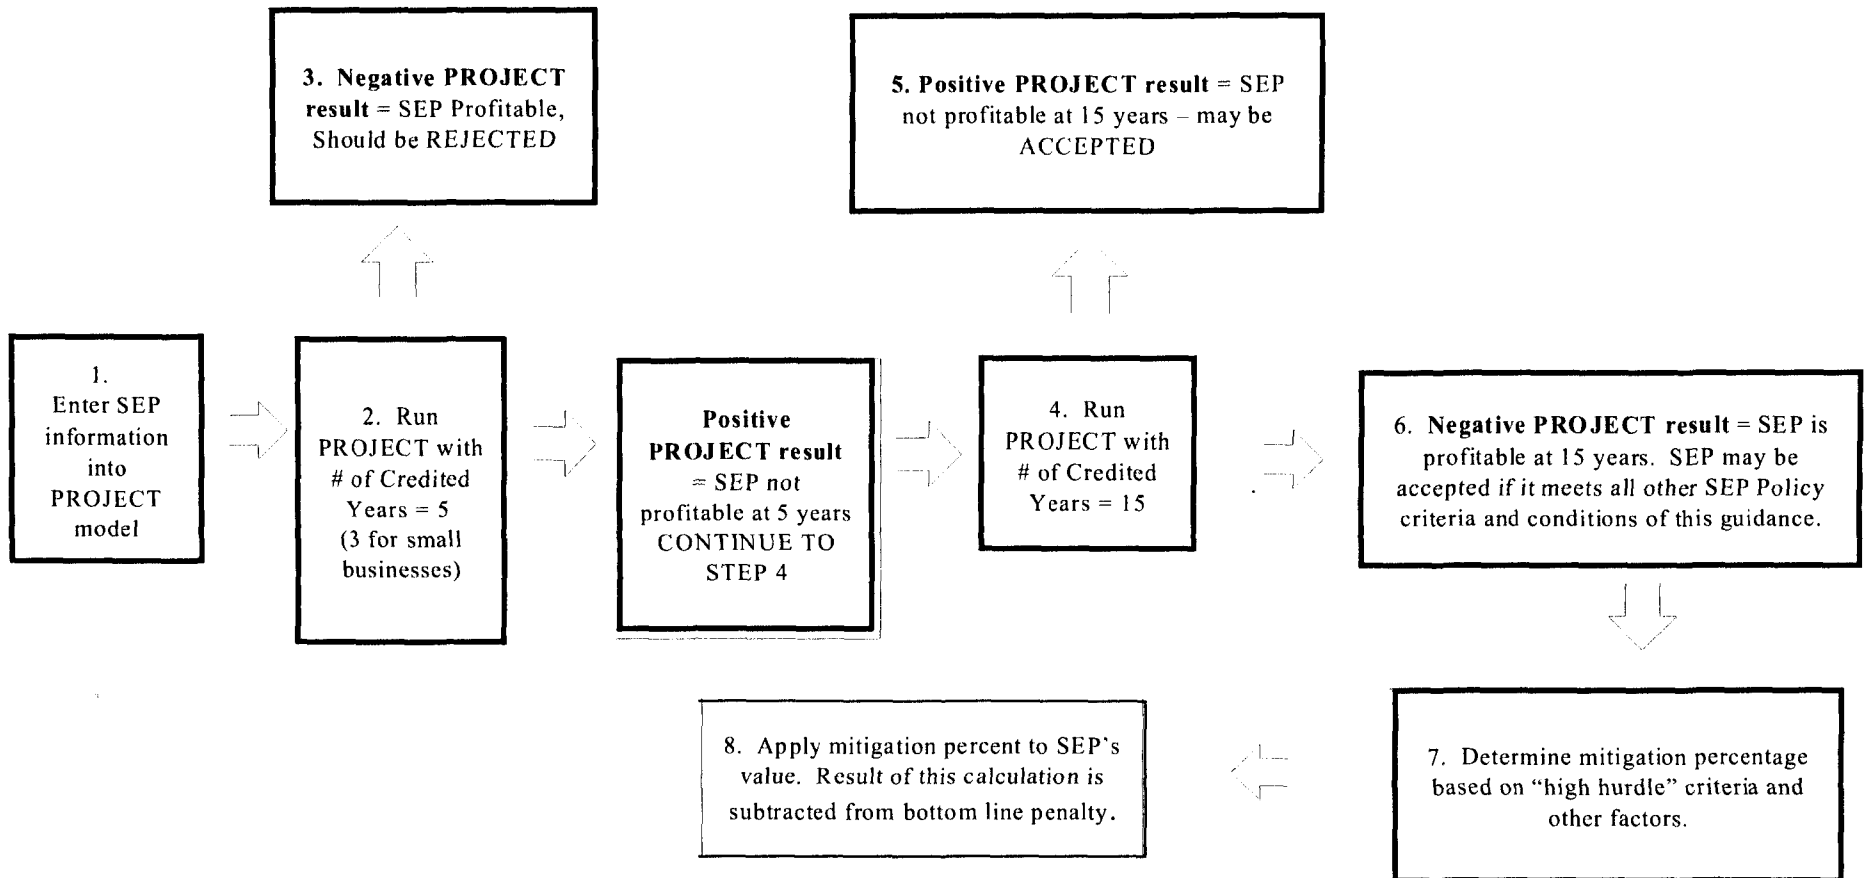 3. Negative PROJECT
result = SEP Profitable,
Should be REJECTED
5. Positive PROJECT result = SEP
not profitable at 15 years – may be
ACCEPTED
1.
Enter SEP
information
into
PROJECT
model
2. Run
PROJECT with
# of Credited
Years = 5
(3 for small
businesses)
Positive
PROJECT result
= SEP not
profitable at 5 years
CONTINUE TO
STEP 4
4. Run
PROJECT with
# of Credited
Years = 15
6. Negative PROJECT result = SEP is
profitable at 15 years. SEP may be
accepted if it meets all other SEP Policy
criteria and conditions of this guidance.
7. Determine mitigation percentage
based on “high hurdle” criteria and
other factors.
8. Apply mitigation percent to SEP's
value. Result of this calculation is
subtracted from bottom line penalty.